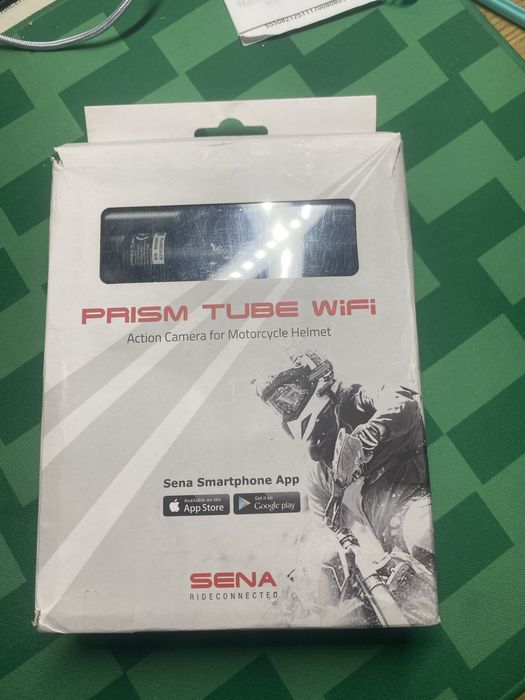 5550821251117008080
PRISM TUBE WiFi
Action Camera for Motorcycle Helmet
Sena Smartphone App
Available on the
App Store
Get it on
Google play
SENA
RIDECONNECTED